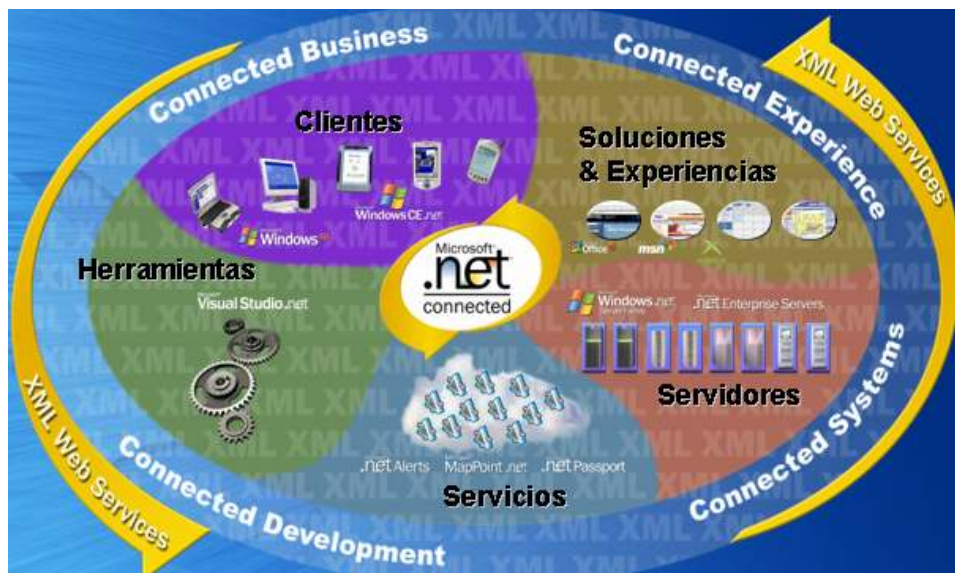 Connected Business
Connected Experience
XML Web Services
Clientes
Soluciones
& Experiencias
Windows CE.net
Windows xp
Office xp
msn
Microsoft
.net
connected
Herramientas
Visual Studio.net
Windows.net
.net Enterprise Servers
Servidores
.net Alerts
MapPoint.net
.net Passport
Servicios
Connected Systems
Connected Development
XML Web Services